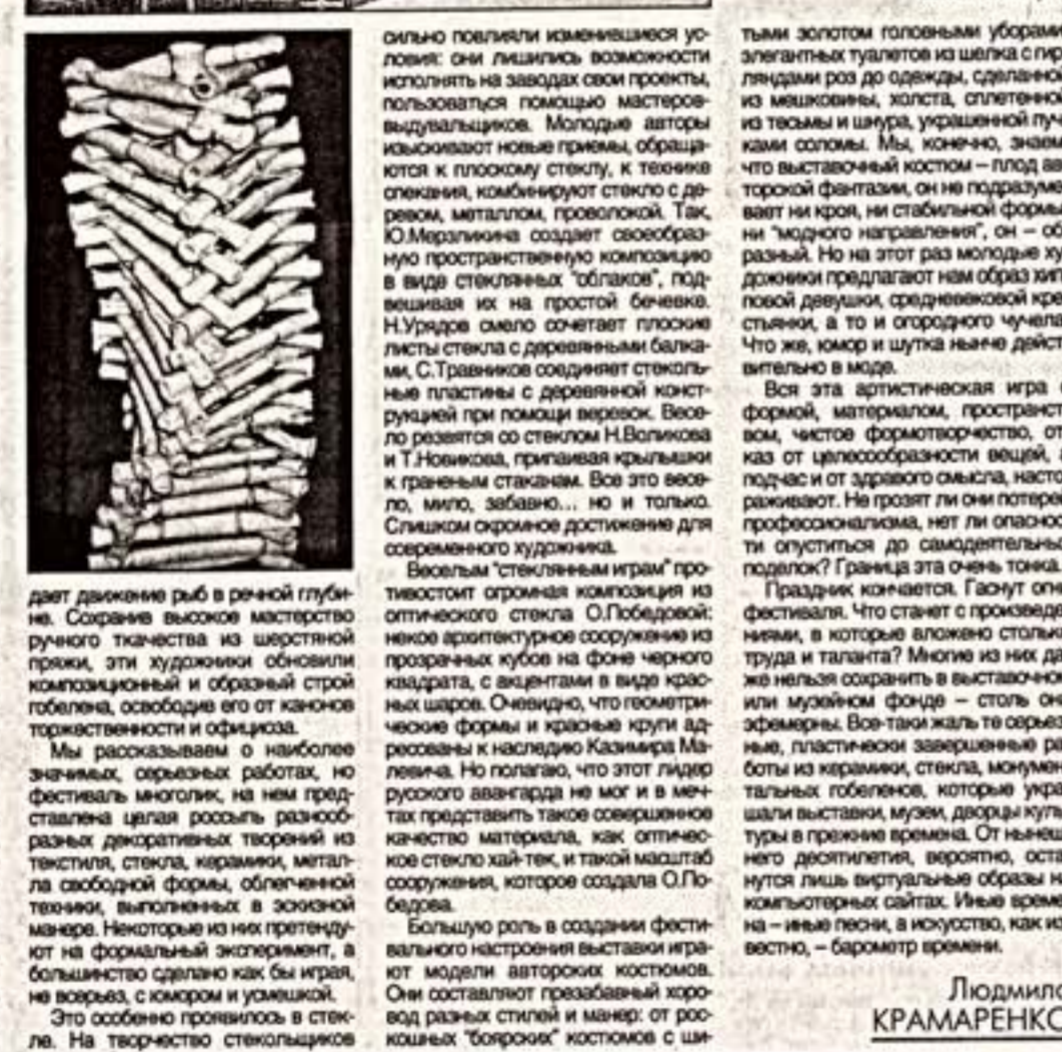 дает движение рыб в речной глуби-
не. Сохранив высокое мастерство
ручного ткачества из шерстяной
пряжи, эти художники обновили
композиционный и образный строй
гобелена, освободив его от канонов
торжественности и официоза.
Мы рассказываем о наиболее
значимых, серьезных работах, но
фестиваль многолик, на нем пред-
ставлена целая россыпь разнооб-
разных декоративных творений из
текстиля, стекла, керамики, метал-
ла свободной формы, облегченной
техники, выполненных в эскизной
манере. Некоторые из них претенду-
ют на формальный эксперимент, а
большинство сделано как бы играя,
не всерьез, с юмором и усмешкой.
Это особенно проявилось в стек-
ле. На творчество стекольщиков
сильно повлияли изменившиеся ус-
ловия: они лишились возможности
исполнять на заводах свои проекты,
пользоваться помощью мастеров-
выдувальщиков. Молодые авторы
изыскивают новые приемы, обраща-
ются к плоскому стеклу, к технике
спекания, комбинируют стекло с де-
ревом, металлом, проволокой. Так,
Ю.Мерзликина создает своеобраз-
ную пространственную композицию
в виде стеклянных "облаков", под-
вешивая их на простой бечевке.
Н.Урядов смело сочетает плоские
листы стекла с деревянными балка-
ми, С.Травников соединяет стеколь-
ные пластины с деревянной конст-
рукцией при помощи веревок. Весе-
ло резвятся со стеклом Н.Воликова
и Т.Новикова, припаивая крылышки
к граненым стаканам. Все это весе-
ло, мило, забавно... но и только.
Слишком скромное достижение для
современного художника.
Веселым "стеклянным играм" про-
тивостоит огромная композиция из
оптического стекла О.Победовой:
некое архитектурное сооружение из
прозрачных кубов на фоне черного
квадрата, с акцентами в виде крас-
ных шаров. Очевидно, что геометри-
ческие формы и красные круги ад-
ресованы к наследию Казимира Ма-
левича. Но полагаю, что этот лидер
русского авангарда не мог и в меч-
тах представить такое совершенное
качество материала, как оптичес-
кое стекло хай-тек, и такой масштаб
сооружения, которое создала О.По-
бедова.
Большую роль в создании фести-
вального настроения выставки игра-
ют модели авторских костюмов.
Они составляют презабавный хоро-
вод разных стилей и манер: от рос-
кошных "боярских" костюмов с ши-
тыми золотом головными уборами
элегантных туалетов из шелка с гир
ляндами роз до одежды, сделанно
из мешковины, холста, сплетенно
из тесьмы и шнура, украшенной пуч
ками соломы. Мы, конечно, знаем
что выставочный костюм – плод ав
торской фантазии, он не подразуме
вает ни кроя, ни стабильной формы
ни "модного направления", он – об
разный. Но на этот раз молодые ху
дожники предлагают нам образ хип
повой девушки, средневековой кре
стьянки, а то и огородного чучела
Что же, юмор и шутка нынче дейст
вительно в моде.
Вся эта артистическая игра
формой, материалом, пространст
вом, чистое формотворчество, от
каз от целесообразности вещей, а
подчас и от здравого смысла, насто
раживают. Не грозят ли они потере
профессионализма, нет ли опаснос
ти опуститься до самодеятельны
поделок? Граница эта очень тонка.
Праздник кончается. Гаснут огн
фестиваля. Что станет с произведе
ниями, в которые вложено стольк
труда и таланта? Многие из них да
же нельзя сохранить в выставочном
или музейном фонде – столь он
эфемерны. Все-таки жаль те серьез
ные, пластически завершенные ра
боты из керамики, стекла, монумен
тальных гобеленов, которые укра
шали выставки, музеи, дворцы куль
туры в прежние времена. От нынеш
него десятилетия, вероятно, оста
нутся лишь виртуальные образы н
компьютерных сайтах. Иные време
на – иные песни, а искусство, как из
вестно, – барометр времени.
Людмила
КРАМАРЕНКО